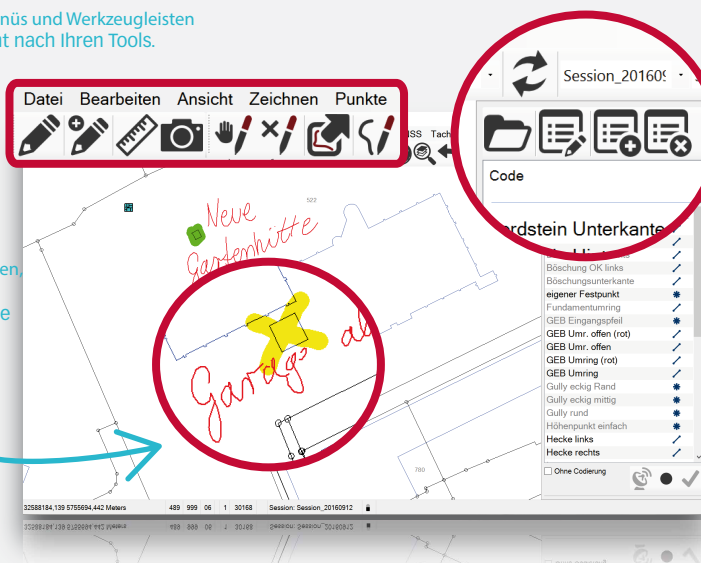 nüs und Werkzeugleisten
t nach Ihren Tools.
Datei Bearbeiten Ansicht Zeichnen Punkte
SS Tach
Session_201609
Code
rdstein Unterkante
Böschung OK links
Böschungsunterkante
eigener Festpunkt
Fundamentumring
GEB Eingangspfeil
GEB Umr. offen (rot)
GEB Umr. offen
GEB Umring (rot)
GEB Umring
Gully eckig Rand
Gully eckig mittig
Gully rund
Höhenpunkt einfach
Hecke links
Hecke rechts
Ohne Codierung
522
Neue
Gartenhütte
en,
e
780
32588184,139 5755694,442 Meters 489 999 06 1 30168 Session: Session_20160912